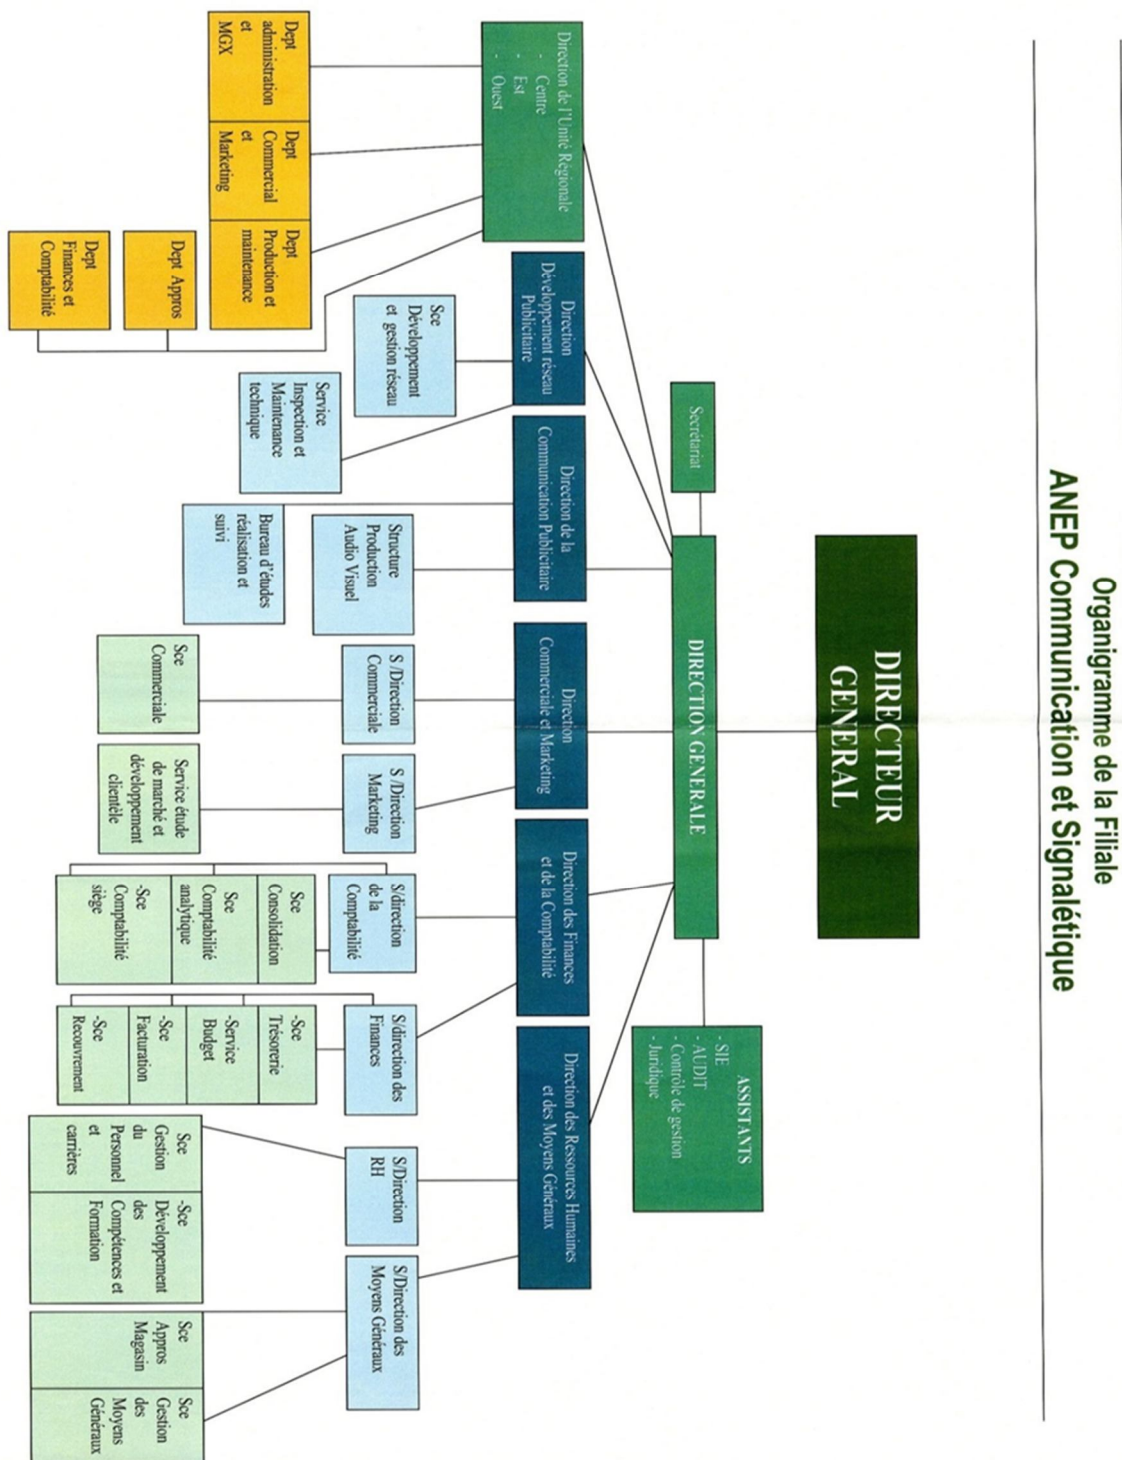 Organigramme de la Filiale
ANEP Communication et Signalétique
DIRECTEUR
GENERAL
DIRECTION GENERALE
Secrétariat
ASSISTANTS
- SIE
- AUDIT
- Contrôle de gestion
- Juridique
Direction de l'Unité Régionale
- Centre
- Est
- Ouest
Direction
Développement réseau
Publicitaire
Direction de la
Communication Publicitaire
Direction
Commerciale et Marketing
Direction des Finances
et de la Comptabilité
Direction des Ressources Humaines
et des Moyens Généraux
Dept
administration
et
MGX
Dept
Commercial
et
Marketing
Dept
Production et
maintenance
Dept Appros
Dept
Finances et
Comptabilité
Sce
Développement
et gestion réseau
Service
Inspection et
Maintenance
technique
Structure
Production
Audio Visuel
Bureau d'études
réalisation et
suivi
S /Direction
Commerciale
Sce
Commerciale
S /Direction
Marketing
Service étude
de marché et
développement
clientèle
S/direction
de la
Comptabilité
Sce
Consolidation
Sce
Comptabilité
analytique
-Sce
Comptabilité
siège
S/direction des
Finances
-Sce
Trésorerie
-Service
Budget
-Sce
Facturation
-Sce
Recouvrement
S/Direction
RH
Sce
Gestion
du
Personnel
et
carrières
-Sce
Développement
des
Compétences et
Formation
S/Direction des
Moyens Généraux
Sce
Appros
Magasin
Sce
Gestion
des
Moyens
Généraux